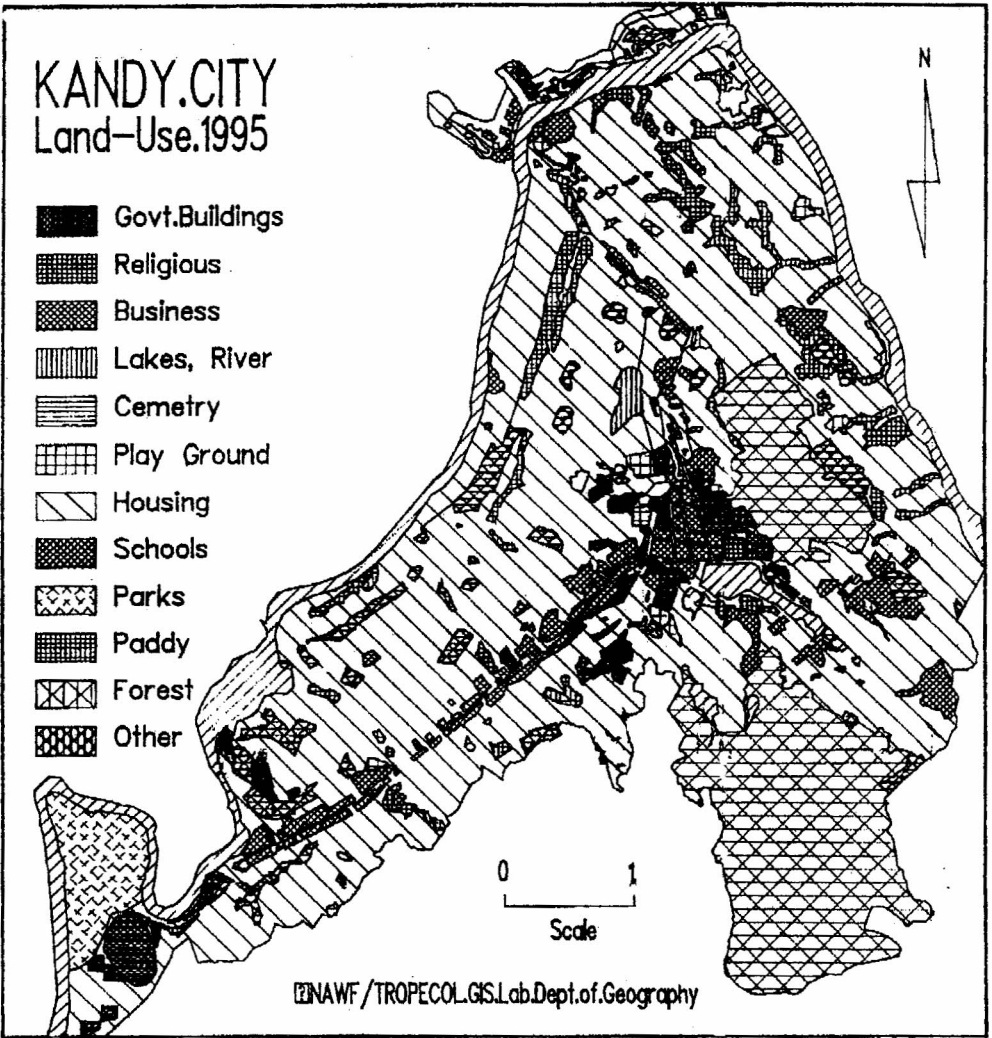 KANDY.CITY
Land-Use.1995
N
Govt.Buildings
Religious
Business
Lakes, River
Cemetry
Play Ground
Housing
Schools
Parks
Paddy
Forest
Other
0 1
Scale
NAWF/TROPECOL.GIS.Lab.Dept.of.Geography